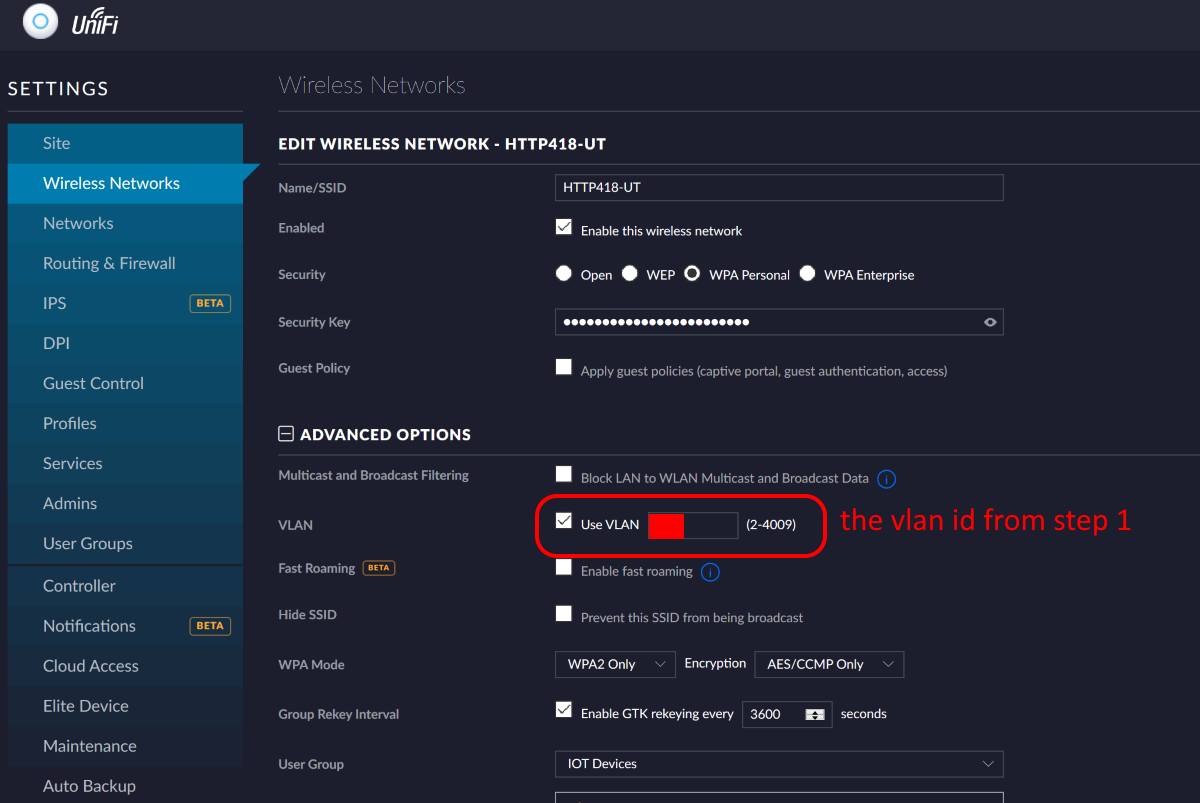 UniFi
SETTINGS
Site
Wireless Networks
Networks
Routing & Firewall
IPS BETA
DPI
Guest Control
Profiles
Services
Admins
User Groups
Controller
Notifications BETA
Cloud Access
Elite Device
Maintenance
Auto Backup
Wireless Networks
EDIT WIRELESS NETWORK - HTTP418-UT
Name/SSID HTTP418-UT
Enabled Enable this wireless network
Security Open WEP WPA Personal WPA Enterprise
Security Key ••••••••••••••••••••••••
Guest Policy Apply guest policies (captive portal, guest authentication, access)
ADVANCED OPTIONS
Multicast and Broadcast Filtering Block LAN to WLAN Multicast and Broadcast Data i
VLAN Use VLAN (2-4009) the vlan id from step 1
Fast Roaming BETA Enable fast roaming i
Hide SSID Prevent this SSID from being broadcast
WPA Mode WPA2 Only Encryption AES/CCMP Only
Group Rekey Interval Enable GTK rekeying every 3600 seconds
User Group IOT Devices